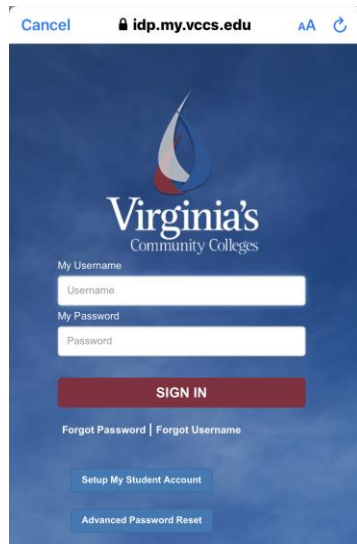 Cancel idp.my.vccs.edu AA
Virginia's
Community Colleges
My Username
Username
My Password
Password
SIGN IN
Forgot Password | Forgot Username
Setup My Student Account
Advanced Password Reset